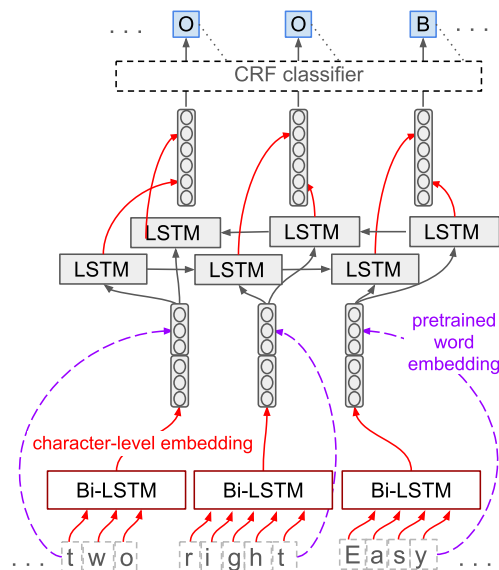 . . . O O B . . .
CRF classifier
LSTM LSTM LSTM
LSTM LSTM LSTM
pretrained
word
embedding
character-level embedding
Bi-LSTM Bi-LSTM Bi-LSTM
. . . t w o r i g h t E a s y . . .